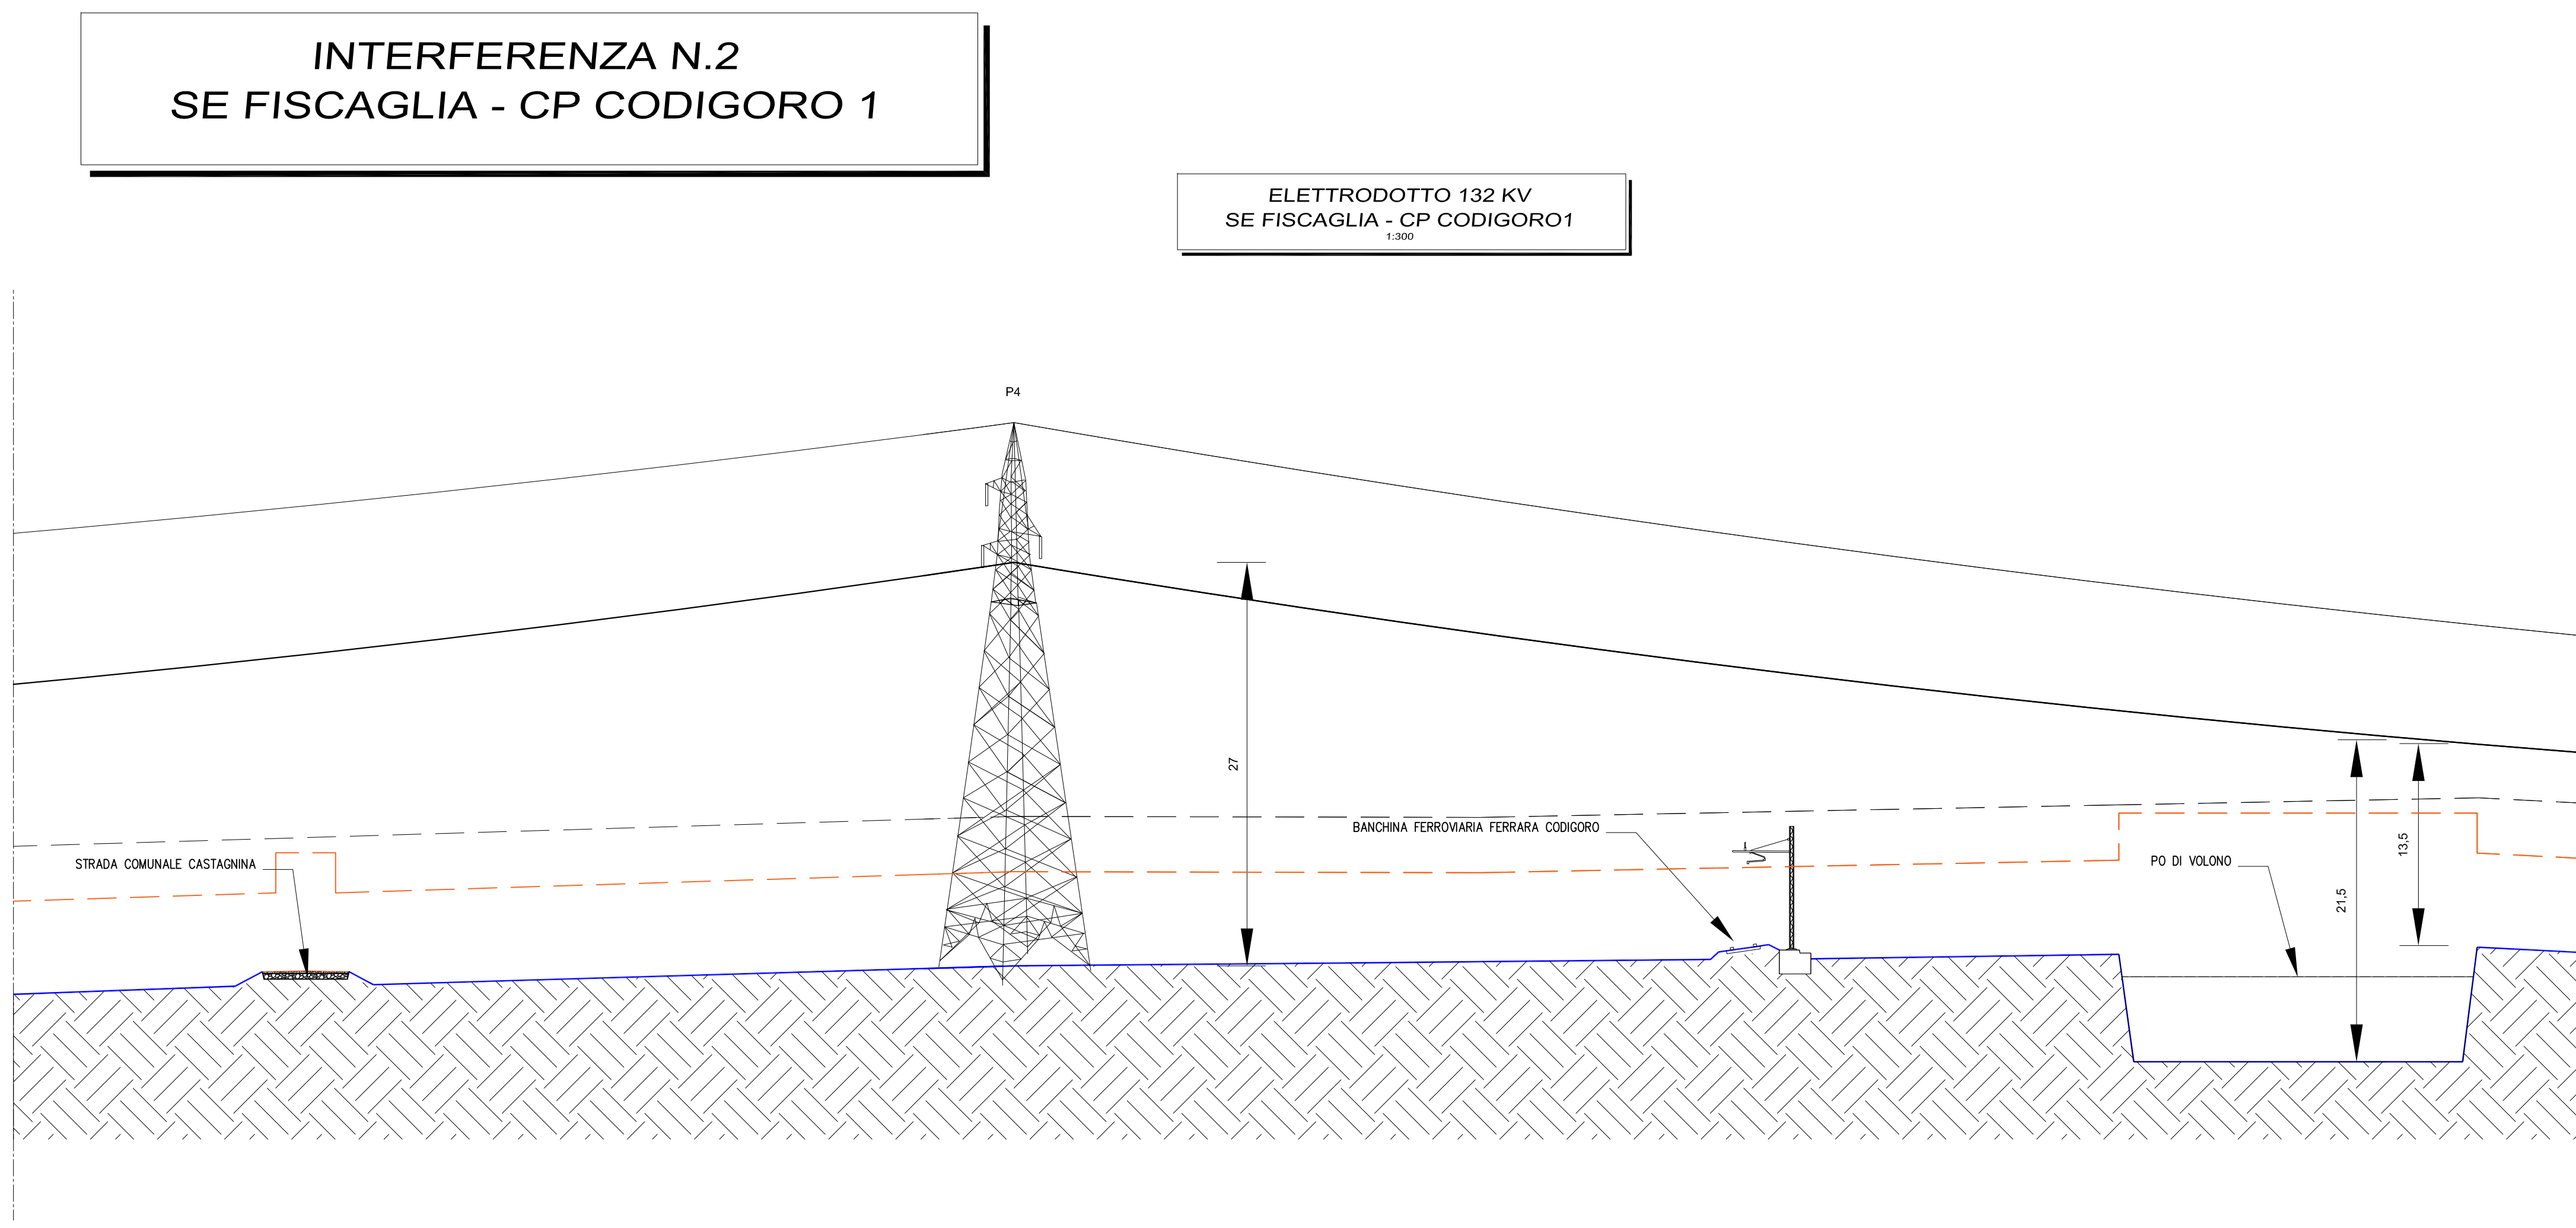 INTERFERENZA N.2
SE FISCAGLIA - CP CODIGORO 1
ELETTRODOTTO 132 KV
SE FISCAGLIA - CP CODIGORO1
1:300
P4
27
BANCHINA FERROVIARIA FERRARA CODIGORO
STRADA COMUNALE CASTAGNINA
PO DI VOLONO
13,5
21,5